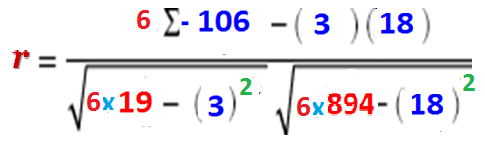 r = 6 ∑- 106 – ( 3 )( 18 )
√6x19 – ( 3 )² √6x894-( 18 )²